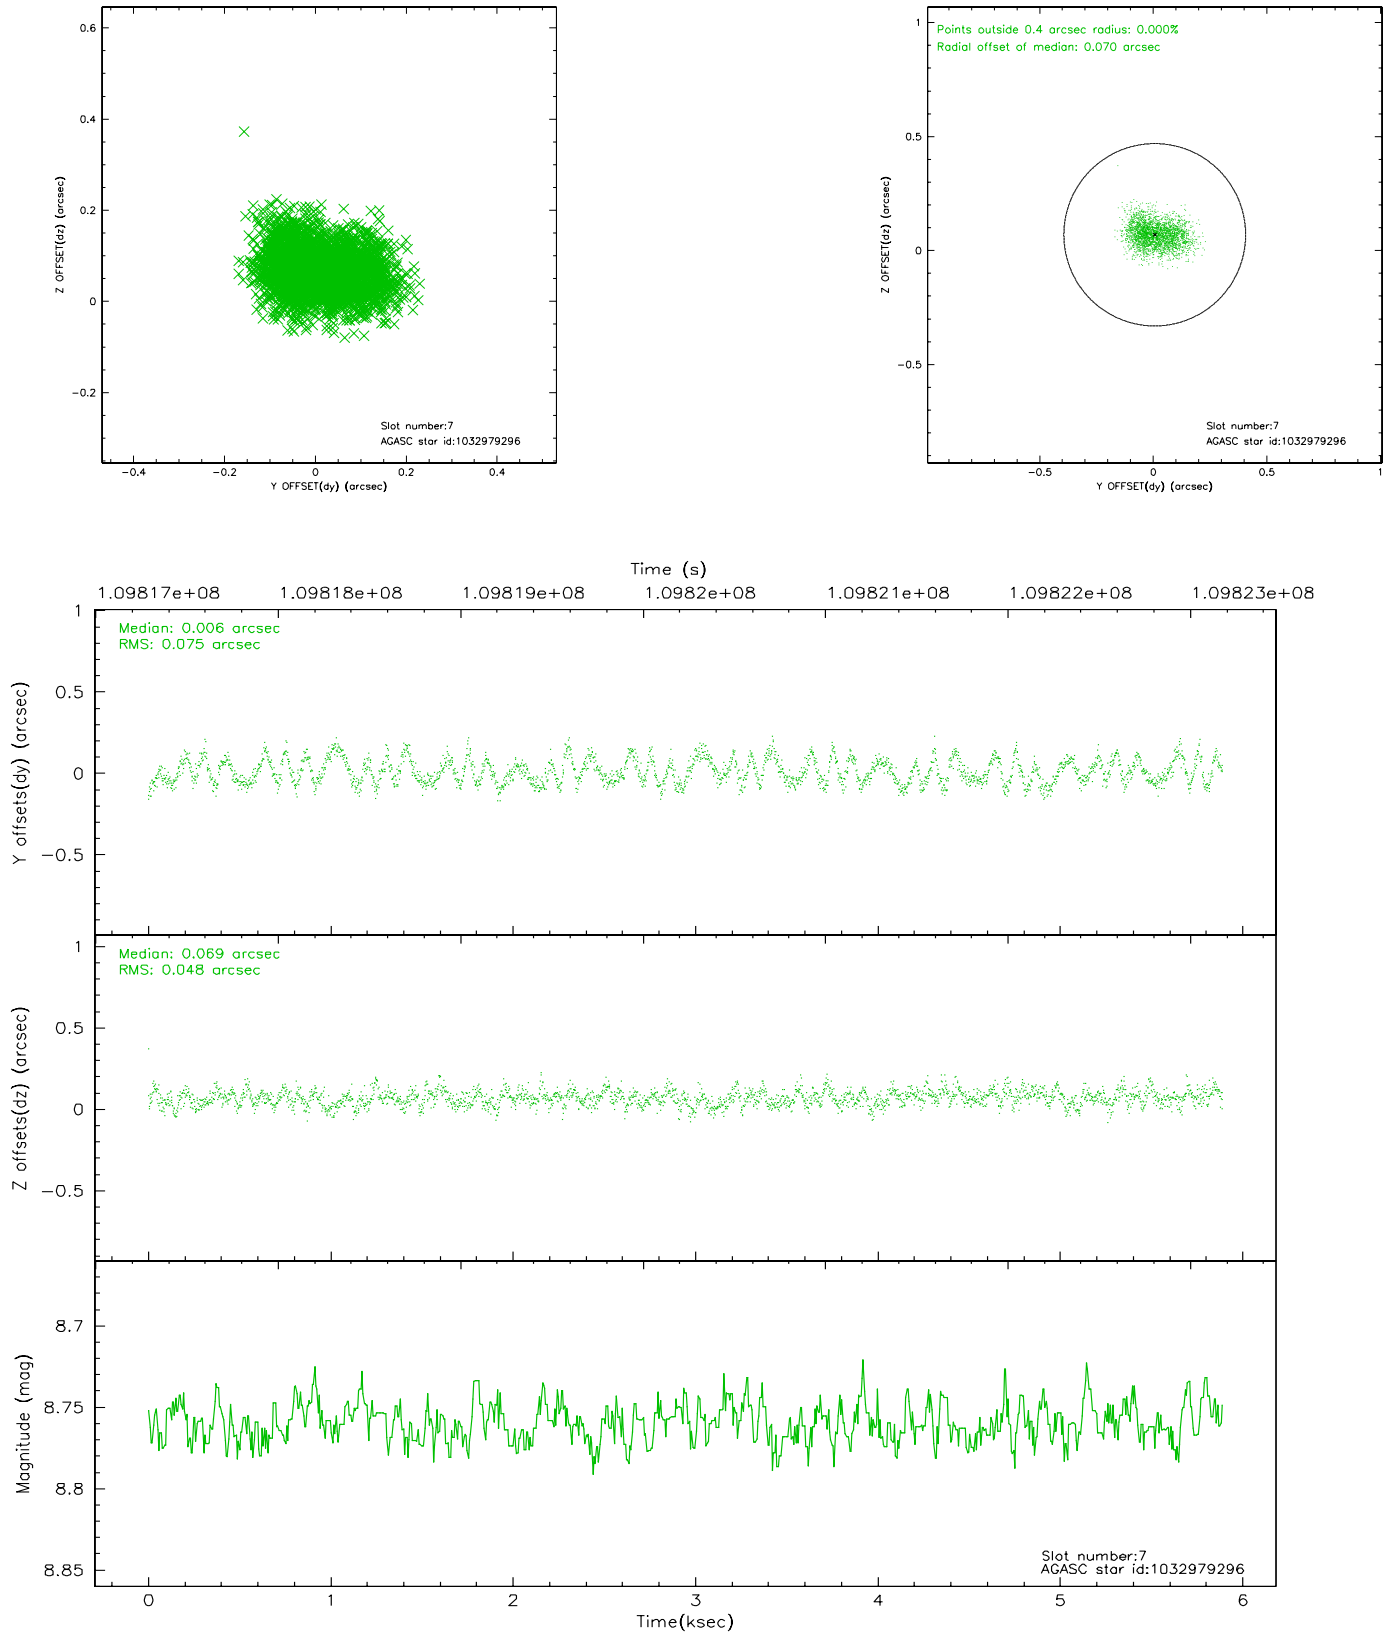 0.6
0.4
0.2
0
−0.2
Z OFFSET(dz) (arcsec)
Slot number:7
AGASC star id:1032979296
−0.4 −0.2 0 0.2 0.4
Y OFFSET(dy) (arcsec)
Points outside 0.4 arcsec radius: 0.000%
Radial offset of median: 0.070 arcsec
1
0.5
0
−0.5
Z OFFSET(dz) (arcsec)
Slot number:7
AGASC star id:1032979296
−0.5 0 0.5 1
Y OFFSET(dy) (arcsec)
Time (s)
1.09817e+08 1.09818e+08 1.09819e+08 1.0982e+08 1.09821e+08 1.09822e+08 1.09823e+08
Median: 0.006 arcsec
RMS: 0.075 arcsec
1
0.5
0
−0.5
Y offsets(dy) (arcsec)
Median: 0.069 arcsec
RMS: 0.048 arcsec
1
0.5
0
−0.5
Z offsets(dz) (arcsec)
8.7
8.75
8.8
8.85
Magnitude (mag)
Slot number:7
AGASC star id:1032979296
0 1 2 3 4 5 6
Time(ksec)